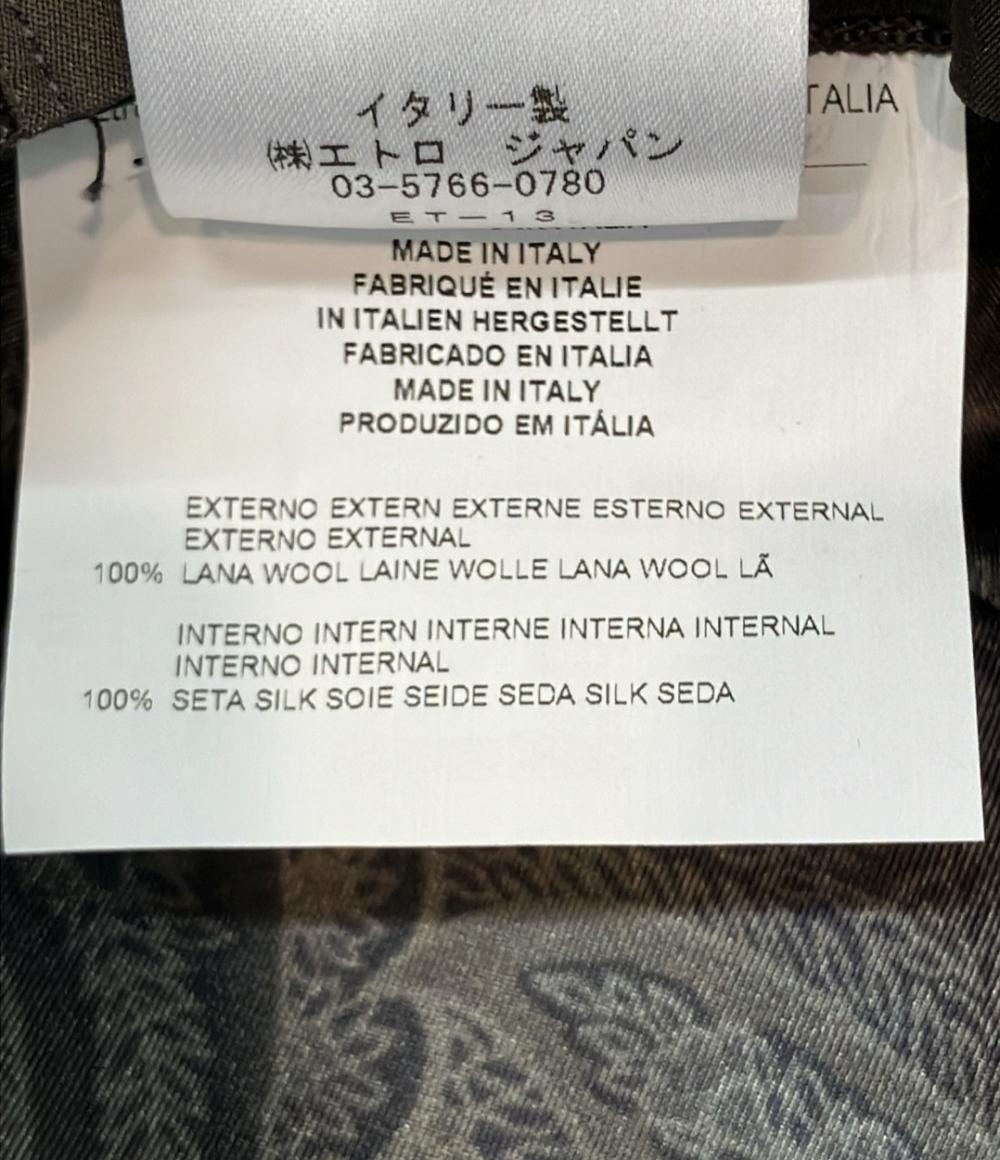 イタリー製
㈱エトロ ジャパン
03-5766-0780
ET-13
TALIA
MADE IN ITALY
FABRIQUÉ EN ITALIE
IN ITALIEN HERGESTELLT
FABRICADO EN ITALIA
MADE IN ITALY
PRODUZIDO EM ITÁLIA
EXTERNO EXTERN EXTERNE ESTERNO EXTERNAL
EXTERNO EXTERNAL
100% LANA WOOL LAINE WOLLE LANA WOOL LÃ
INTERNO INTERN INTERNE INTERNA INTERNAL
INTERNO INTERNAL
100% SETA SILK SOIE SEIDE SEDA SILK SEDA